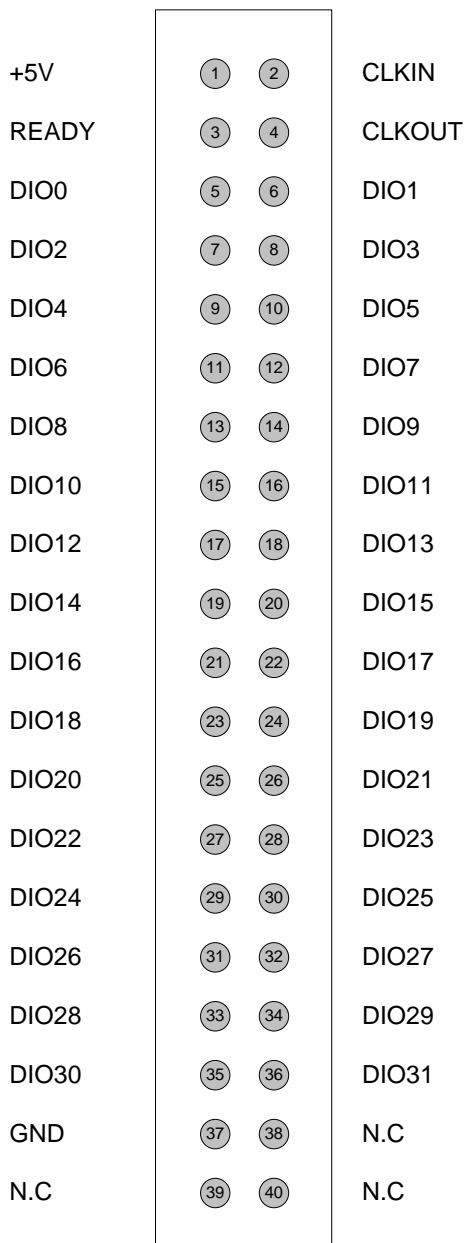 +5V 1 2 CLKIN
READY 3 4 CLKOUT
DIO0 5 6 DIO1
DIO2 7 8 DIO3
DIO4 9 10 DIO5
DIO6 11 12 DIO7
DIO8 13 14 DIO9
DIO10 15 16 DIO11
DIO12 17 18 DIO13
DIO14 19 20 DIO15
DIO16 21 22 DIO17
DIO18 23 24 DIO19
DIO20 25 26 DIO21
DIO22 27 28 DIO23
DIO24 29 30 DIO25
DIO26 31 32 DIO27
DIO28 33 34 DIO29
DIO30 35 36 DIO31
GND 37 38 N.C
N.C 39 40 N.C